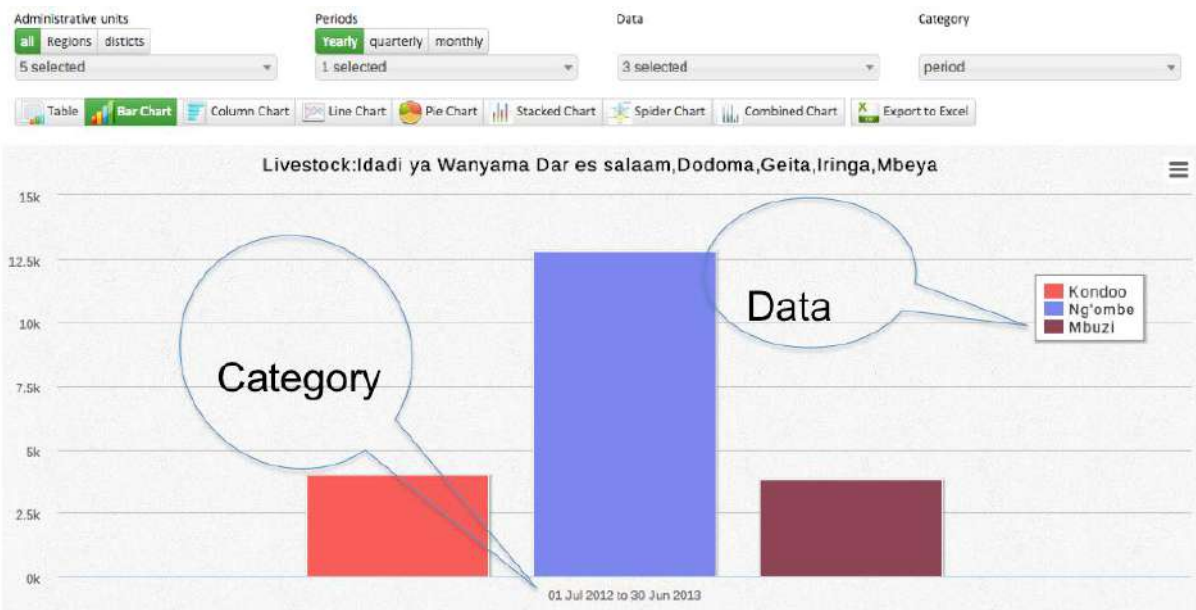 Administrative units
Periods
Data
Category
all Regions disticts
Yearly quarterly monthly
5 selected
1 selected
3 selected
period
Table Bar Chart Column Chart Line Chart Pie Chart Stacked Chart Spider Chart Combined Chart Export to Excel
Livestock:Idadi ya Wanyama Dar es salaam,Dodoma,Geita,Iringa,Mbeya
15k
12.5k
10k
7.5k
5k
2.5k
0k
Category
Data
Kondoo
Ng'ombe
Mbuzi
01 Jul 2012 to 30 Jun 2013